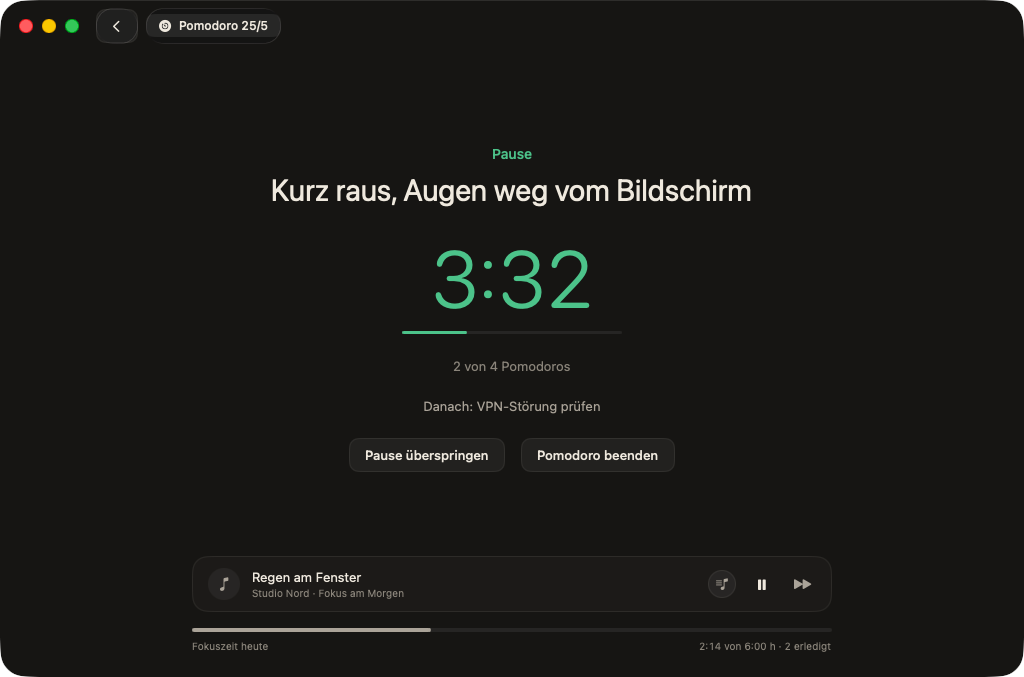 Pomodoro 25/5
Pause
Kurz raus, Augen weg vom Bildschirm
3:32
2 von 4 Pomodoros
Danach: VPN-Störung prüfen
Pause überspringen
Pomodoro beenden
Regen am Fenster
Studio Nord · Fokus am Morgen
Fokuszeit heute
2:14 von 6:00 h · 2 erledigt